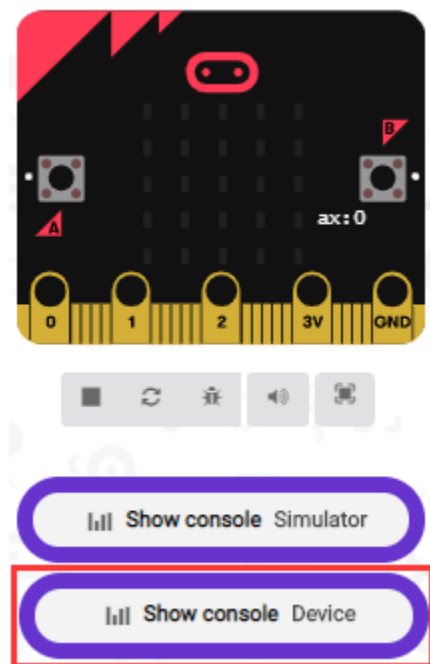 B
A
ax:0
0 1 2 3V GND
Show console Simulator
Show console Device